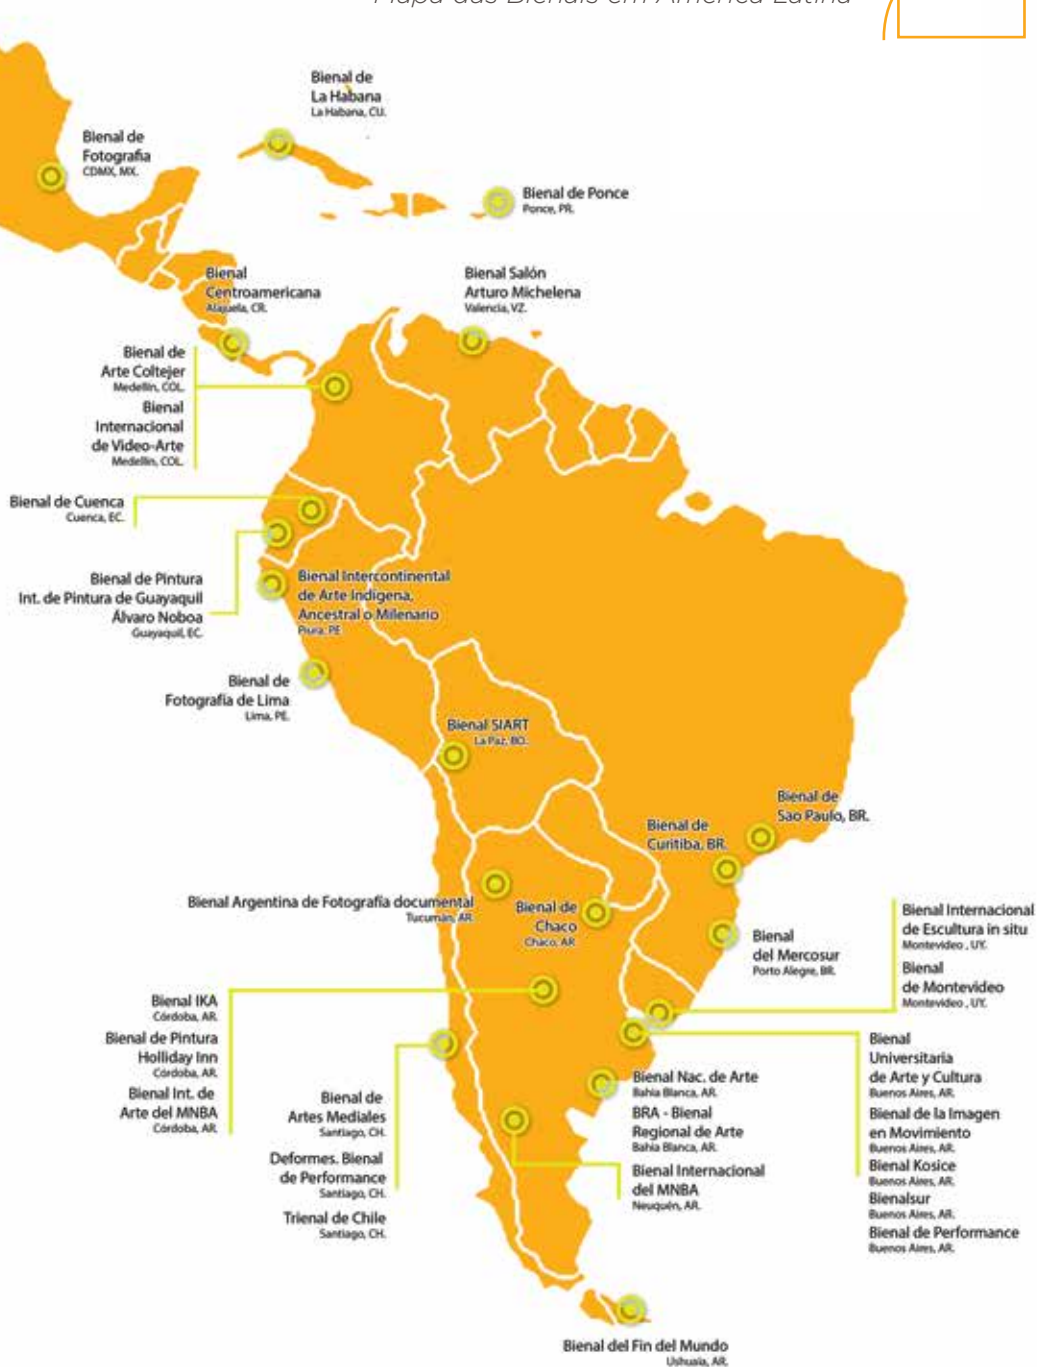 Mapa das Bienais em América Latina
Bienal de
La Habana
La Habana, CU.
Bienal de
Fotografia
CDMX, MX.
Bienal de Ponce
Ponce, PR.
Bienal
Centroamericana
Alajuela, CR.
Bienal Salón
Arturo Michelena
Valencia, VZ.
Bienal de
Arte Coltejer
Medellín, COL.
Bienal
Internacional
de Video-Arte
Medellín, COL.
Bienal de Cuenca
Cuenca, EC.
Bienal de Pintura
Int. de Pintura de Guayaquil
Álvaro Noboa
Guayaquil, EC.
Bienal Intercontinental
de Arte Indígena,
Ancestral o Milenario
Piura, PE
Bienal de
Fotografía de Lima
Lima, PE.
Bienal SIART
La Paz, BO.
Bienal de
Sao Paulo, BR.
Bienal de
Curitiba, BR.
Bienal Argentina de Fotografía documental
Tucumán, AR.
Bienal de
Chaco
Chaco, AR
Bienal
del Mercosur
Porto Alegre, BR.
Bienal Internacional
de Escultura in situ
Montevideo , UY.
Bienal
de Montevideo
Montevideo , UY.
Bienal IKA
Córdoba, AR.
Bienal de Pintura
Holliday Inn
Córdoba, AR.
Bienal Int. de
Arte del MNBA
Córdoba, AR.
Bienal de
Artes Mediales
Santiago, CH.
Deformes. Bienal
de Performance
Santiago, CH.
Trienal de Chile
Santiago, CH.
Bienal Nac. de Arte
Bahia Blanca, AR.
BRA - Bienal
Regional de Arte
Bahia Blanca, AR.
Bienal Internacional
del MNBA
Neuquén, AR.
Bienal
Universitaria
de Arte y Cultura
Buenos Aires, AR.
Bienal de la Imagen
en Movimiento
Buenos Aires, AR.
Bienal Kosice
Buenos Aires, AR.
Bienalsur
Buenos Aires, AR.
Bienal de Performance
Buenos Aires, AR.
Bienal del Fin del Mundo
Ushuaia, AR.